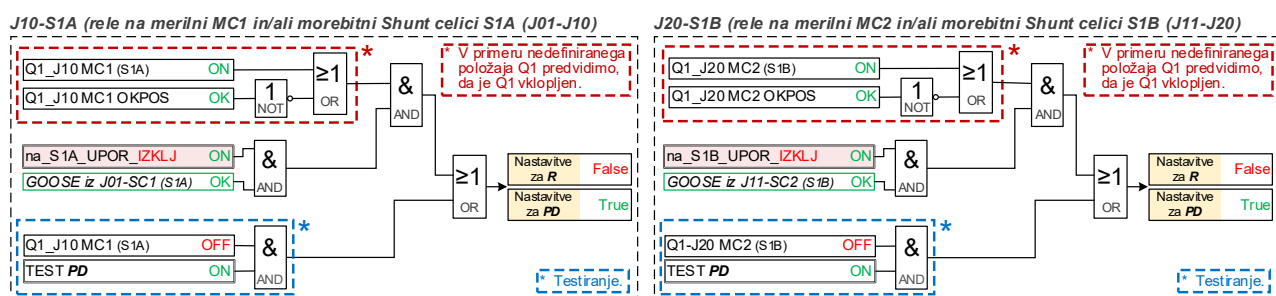 J10-S1A (rele na merilni MC1 in/ali morebitni Shunt celici S1A (J01-J10)
Q1_J10 MC1 (S1A) ON
Q1_J10 MC1 OKPOS OK
1
NOT
≥1
OR
*
&
AND
* V primeru nedefiniranega
položaja Q1 predvidimo,
da je Q1 vklopljen.
na_S1A_UPOR_IZKLJ ON
GOOSE iz J01-SC1 (S1A) OK
&
AND
≥1
OR
Nastavitve
za R
False
Nastavitve
za PD
True
Q1_J10 MC1 (S1A) OFF
TEST PD ON
&
AND
*
* Testiranje.
J20-S1B (rele na merilni MC2 in/ali morebitni Shunt celici S1B (J11-J20)
Q1_J20 MC2 (S1B) ON
Q1_J20 MC2 OKPOS OK
1
NOT
≥1
OR
*
&
AND
* V primeru nedefiniranega
položaja Q1 predvidimo,
da je Q1 vklopljen.
na_S1B_UPOR_IZKLJ ON
GOOSE iz J11-SC2 (S1B) OK
&
AND
≥1
OR
Nastavitve
za R
False
Nastavitve
za PD
True
Q1-J20 MC2 (S1B) OFF
TEST PD ON
&
AND
*
* Testiranje.